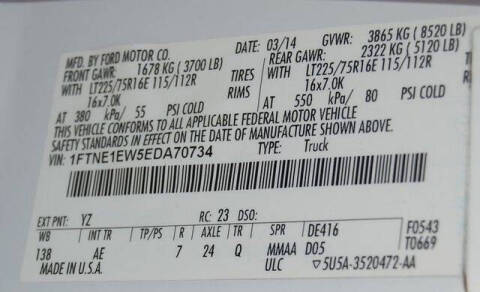 MFD. BY FORD MOTOR CO. DATE: 03/14 GVWR: 3865 KG (8520 LB)
FRONT GAWR: 1678 KG (3700 LB) REAR GAWR: 2322 KG (5120 LB)
WITH LT225/75R16E 115/112R TIRES WITH LT225/75R16E 115/112R
16x7.0K RIMS 16x7.0K
AT 380 kPa/ 55 PSI COLD AT 550 kPa/ 80 PSI COLD
THIS VEHICLE CONFORMS TO ALL APPLICABLE FEDERAL MOTOR VEHICLE
SAFETY STANDARDS IN EFFECT ON THE DATE OF MANUFACTURE SHOWN ABOVE.
VIN: 1FTNE1EW5EDA70734 TYPE: Truck
EXT PNT: YZ RC: 23 DSO:
WB INT TR TP/PS R AXLE TR SPR DE416 F0543
138 AE 7 24 Q MMAA D05 T0669
MADE IN U.S.A. ULC ▽5U5A-3520472-AA